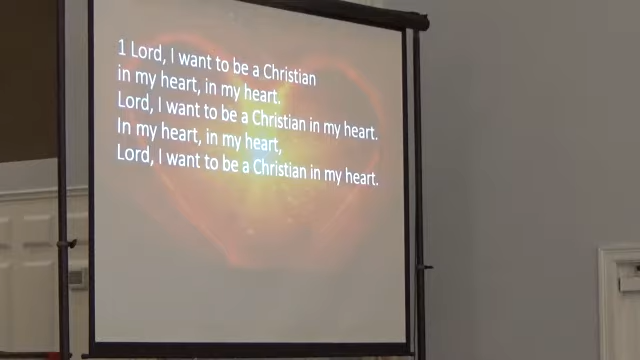 1 Lord, I want to be a Christian
in my heart, in my heart.
Lord, I want to be a Christian in my heart.
In my heart, in my heart,
Lord, I want to be a Christian in my heart.